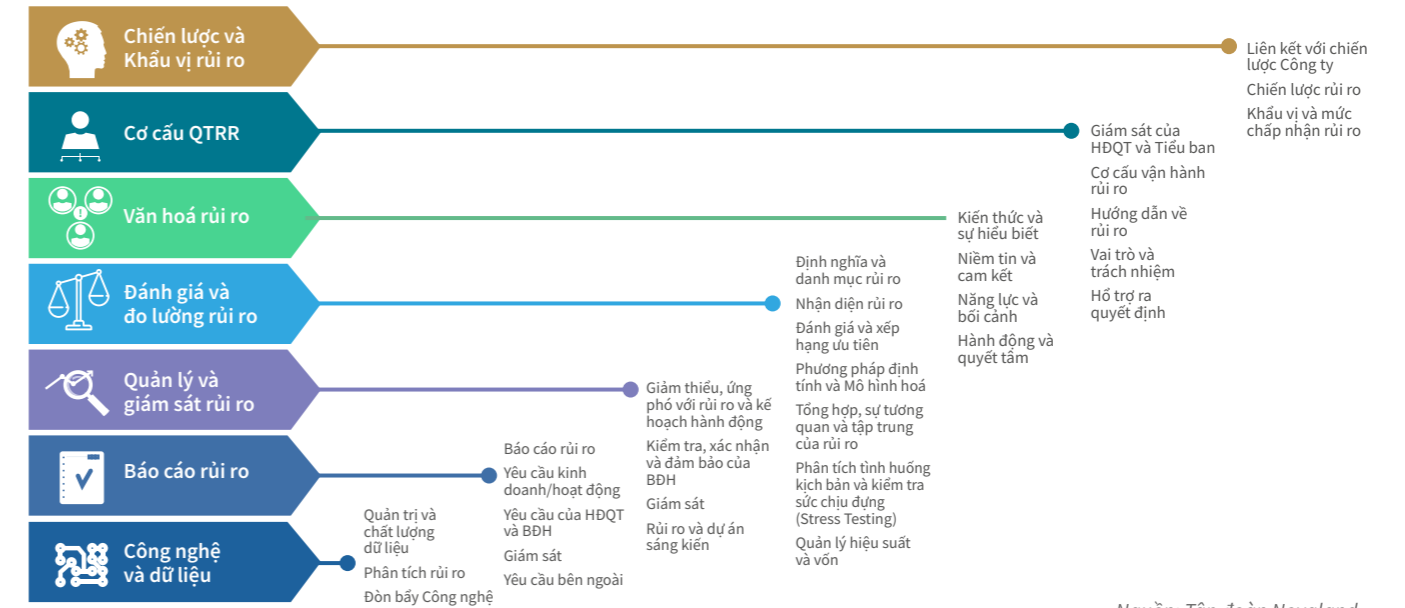 Chiến lược và
Khẩu vị rủi ro
Liên kết với chiến
lược Công ty
Chiến lược rủi ro
Khẩu vị và mức
chấp nhận rủi ro
Cơ cấu QTRR
Giám sát của
HĐQT và Tiểu ban
Cơ cấu vận hành
rủi ro
Hướng dẫn về
rủi ro
Vai trò và
trách nhiệm
Hổ trợ ra
quyết định
Văn hoá rủi ro
Kiến thức và
sự hiểu biết
Niềm tin và
cam kết
Năng lực và
bối cảnh
Hành động và
quyết tâm
Đánh giá và
đo lường rủi ro
Định nghĩa và
danh mục rủi ro
Nhận diện rủi ro
Đánh giá và xếp
hạng ưu tiên
Phương pháp định
tính và Mô hình hoá
Tổng hợp, sự tương
quan và tập trung
của rủi ro
Phân tích tình huống
kịch bản và kiểm tra
sức chịu đựng
(Stress Testing)
Quản lý hiệu suất
và vốn
Quản lý và
giám sát rủi ro
Giảm thiểu, ứng
phó với rủi ro và kế
hoạch hành động
Kiểm tra, xác nhận
và đảm bảo của
BĐH
Giám sát
Rủi ro và dự án
sáng kiến
Báo cáo rủi ro
Báo cáo rủi ro
Yêu cầu kinh
doanh/hoạt động
Yêu cầu của HĐQT
và BĐH
Giám sát
Yêu cầu bên ngoài
Công nghệ
và dữ liệu
Quản trị và
chất lượng
dữ liệu
Phân tích rủi ro
Đòn bẩy Công nghệ